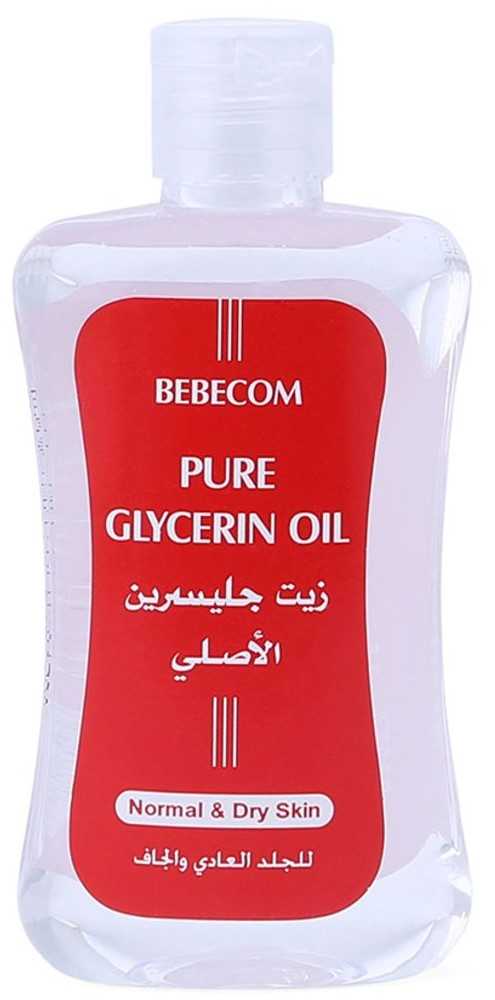 BEBECOM
PURE
GLYCERIN OIL
زيت جليسرين
الأصلي
Normal & Dry Skin
للجلد العادي والجاف